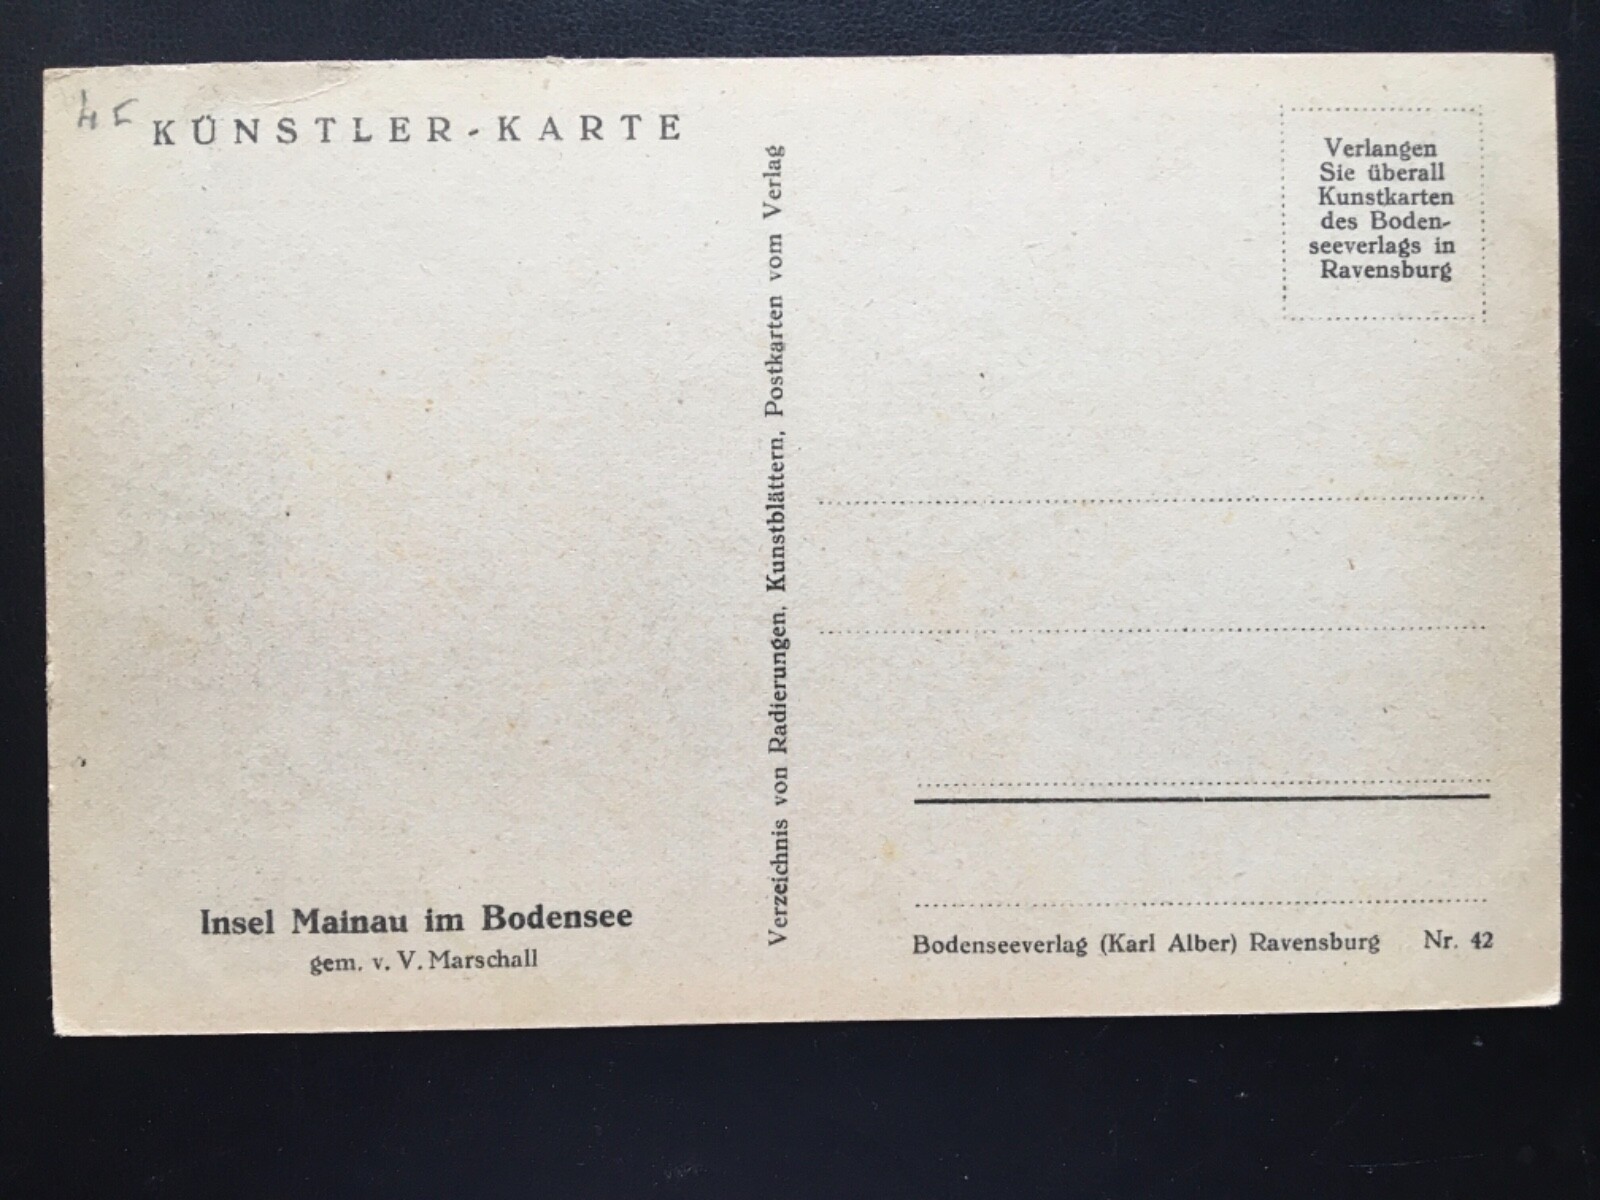 KÜNSTLER-KARTE
Insel Mainau im Bodensee
gem. v. V. Marschall
Verzeichnis von Radierungen, Kunstblättern, Postkarten vom Verlag
Verlangen
Sie überall
Kunstkarten
des Boden-
seeverlags in
Ravensburg
Bodenseeverlag (Karl Alber) Ravensburg Nr. 42